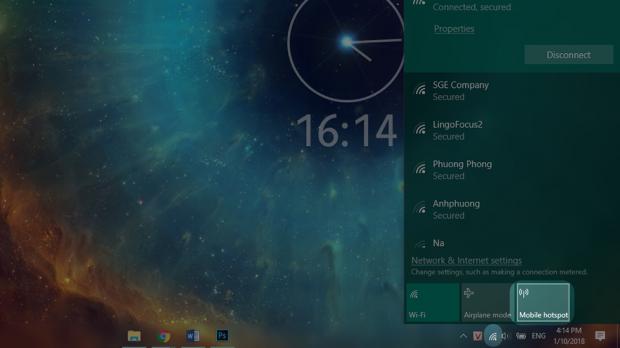 Connected, secured
Properties
Disconnect
SGE Company
Secured
LingoFocus2
Secured
Phuong Phong
Secured
Anhphuong
Secured
Na
Network & Internet settings
Change settings, such as making a connection metered.
Wi-Fi
Airplane mode
Mobile hotspot
16:14
V
W
Ps
ENG
4:14 PM
1/10/2018